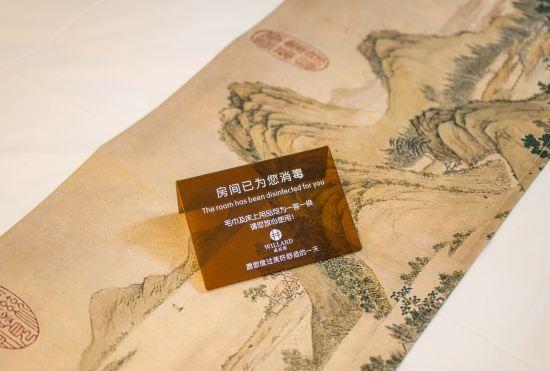 房间已为您消毒
The room has been disinfected for you
毛巾及床上用品均为一客一换
请您放心使用!
WILLARD
愿您度过美好舒适的一天